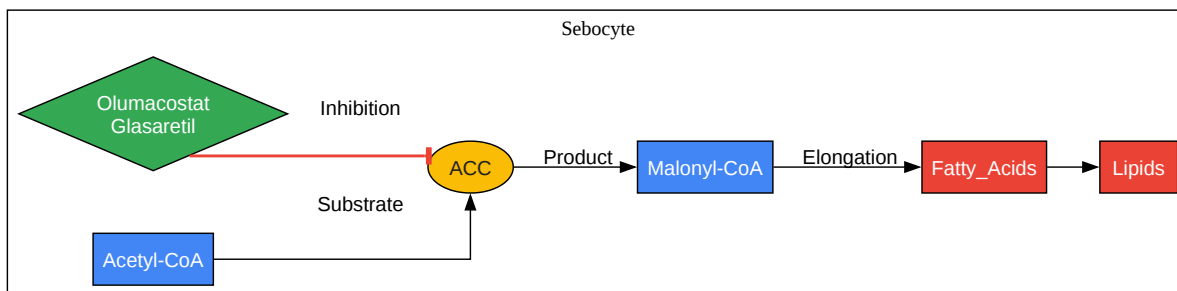 Sebocyte
Olumacostat
Glasaretil
Inhibition
ACC
Product
Malonyl-CoA
Elongation
Fatty_Acids
Lipids
Substrate
Acetyl-CoA